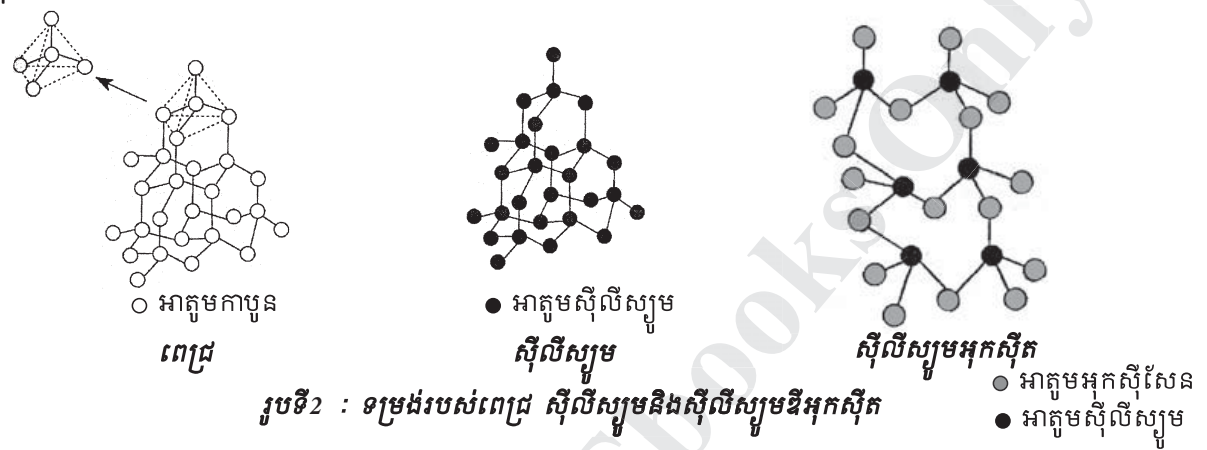 អាតូមកាបូន
ពេជ្រ
អាតូមស៊ីលីស្យូម
ស៊ីលីស្យូម
ស៊ីលីស្យូមអុកស៊ីត
អាតូមអុកស៊ីសែន
អាតូមស៊ីលីស្យូម
រូបទី2 : ទម្រង់របស់ពេជ្រ ស៊ីលីស្យូមនិងស៊ីលីស្យូមឌីអុកស៊ីត
books Only